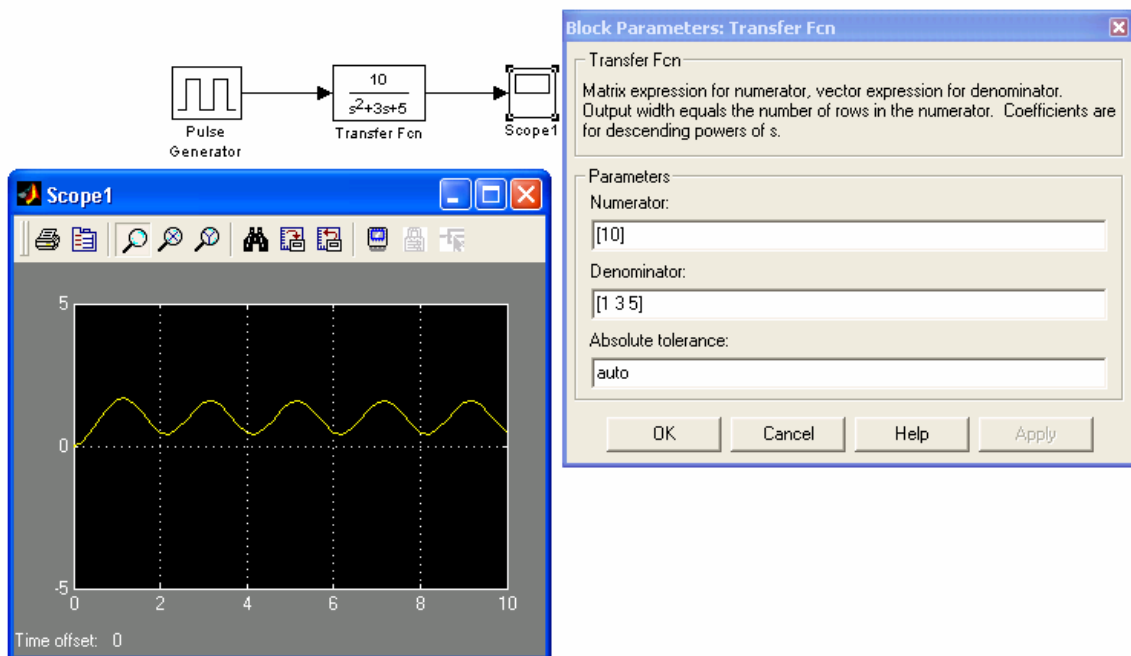 10
s²+3s+5
Pulse
Generator
Transfer Fcn
Scope1
Scope1
5
0
-5
0 2 4 6 8 10
Time offset: 0
Block Parameters: Transfer Fcn
Transfer Fcn
Matrix expression for numerator, vector expression for denominator.
Output width equals the number of rows in the numerator. Coefficients are
for descending powers of s.
Parameters
Numerator:
[10]
Denominator:
[1 3 5]
Absolute tolerance:
auto
OK Cancel Help Apply